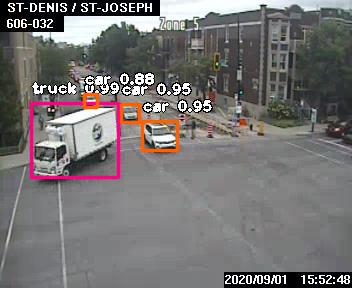 ST-DENIS / ST-JOSEPH
606-032
Zone 5
car 0.88
truck 0.99
car 0.95
car 0.95
2020/09/01 15:52:48